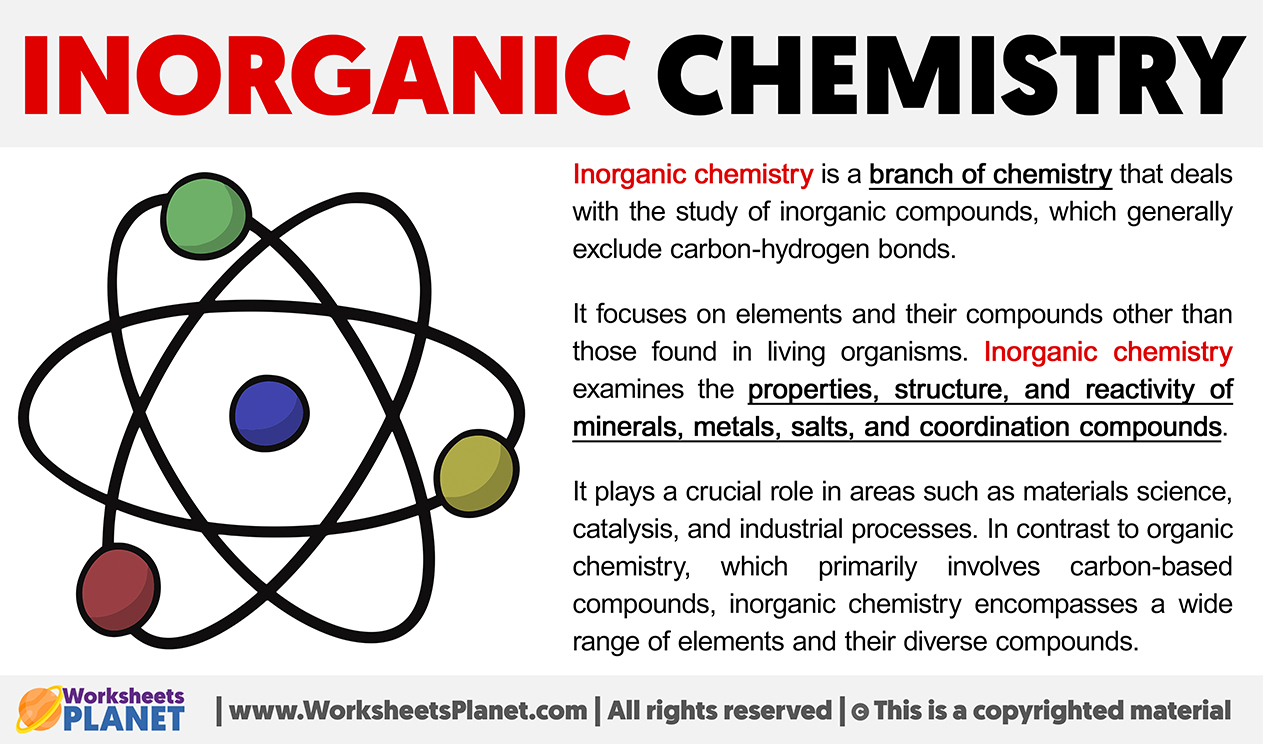 INORGANIC CHEMISTRY
Inorganic chemistry is a branch of chemistry that deals
with the study of inorganic compounds, which generally
exclude carbon-hydrogen bonds.
It focuses on elements and their compounds other than
those found in living organisms. Inorganic chemistry
examines the properties, structure, and reactivity of
minerals, metals, salts, and coordination compounds.
It plays a crucial role in areas such as materials science,
catalysis, and industrial processes. In contrast to organic
chemistry, which primarily involves carbon-based
compounds, inorganic chemistry encompasses a wide
range of elements and their diverse compounds.
Worksheets
PLANET
| www.WorksheetsPlanet.com | All rights reserved | © This is a copyrighted material